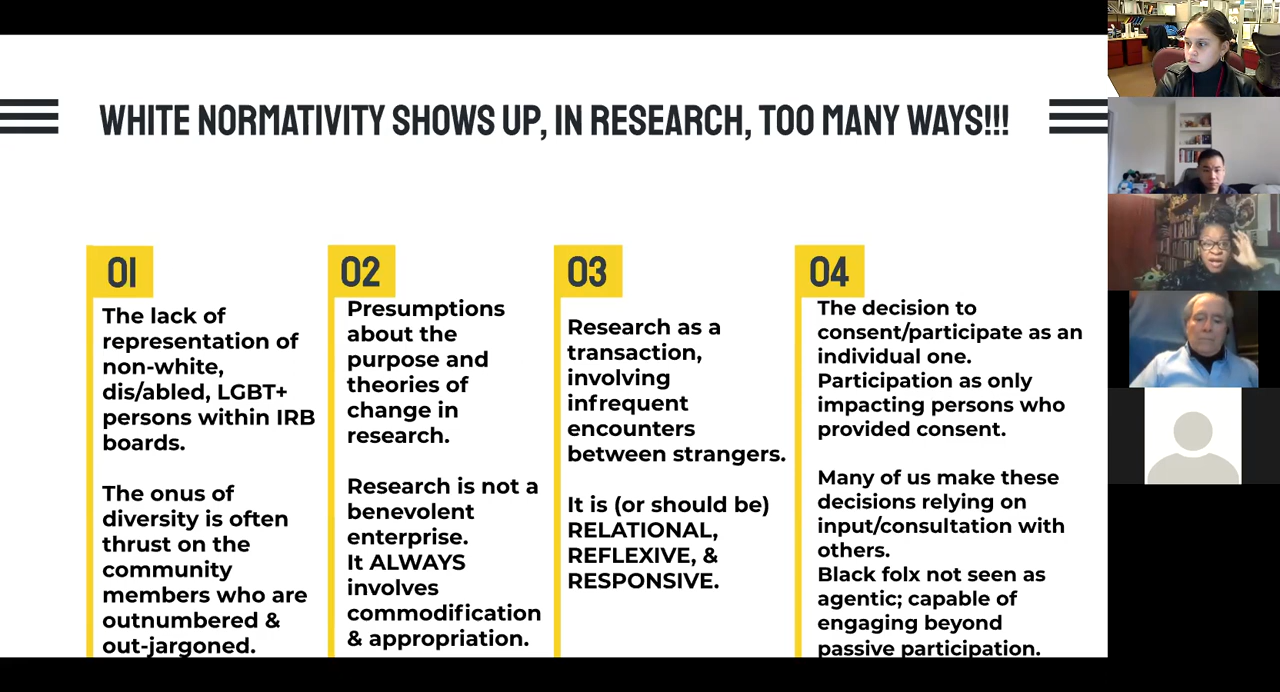 WHITE NORMATIVITY SHOWS UP, IN RESEARCH, TOO MANY WAYS!!!
01
The lack of
representation of
non-white,
dis/abled, LGBT+
persons within IRB
boards.
The onus of
diversity is often
thrust on the
community
members who are
outnumbered &
out-jargoned.
02
Presumptions
about the
purpose and
theories of
change in
research.
Research is not a
benevolent
enterprise.
It ALWAYS
involves
commodification
& appropriation.
03
Research as a
transaction,
involving
infrequent
encounters
between strangers.
It is (or should be)
RELATIONAL,
REFLEXIVE, &
RESPONSIVE.
04
The decision to
consent/participate as an
individual one.
Participation as only
impacting persons who
provided consent.
Many of us make these
decisions relying on
input/consultation with
others.
Black folx not seen as
agentic; capable of
engaging beyond
passive participation.